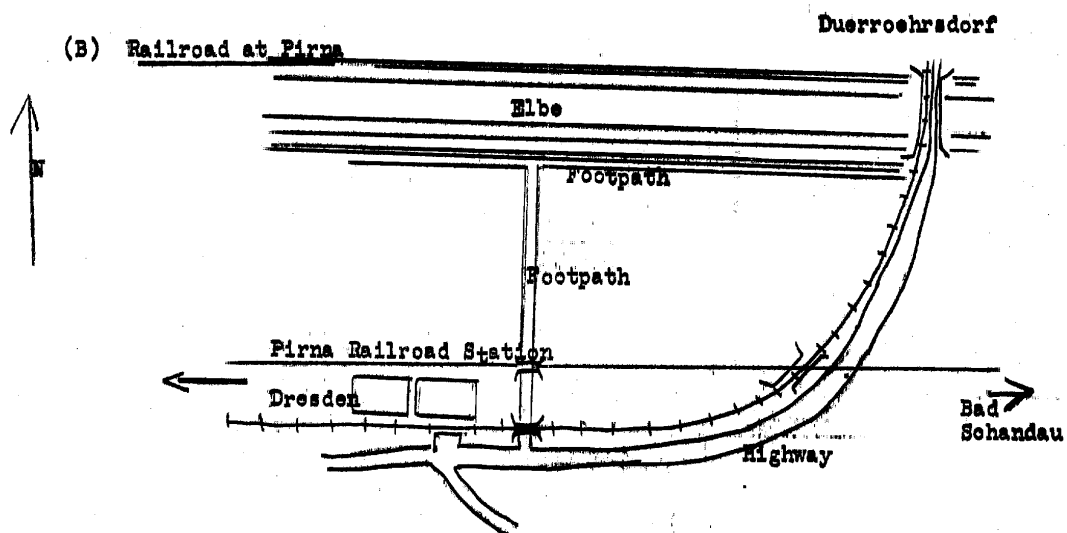 Duerroehrsdorf
(B) Railroad at Pirna
Elbe
N
Footpath
Footpath
Pirna Railroad Station
Dresden
Bad
Schandau
Highway